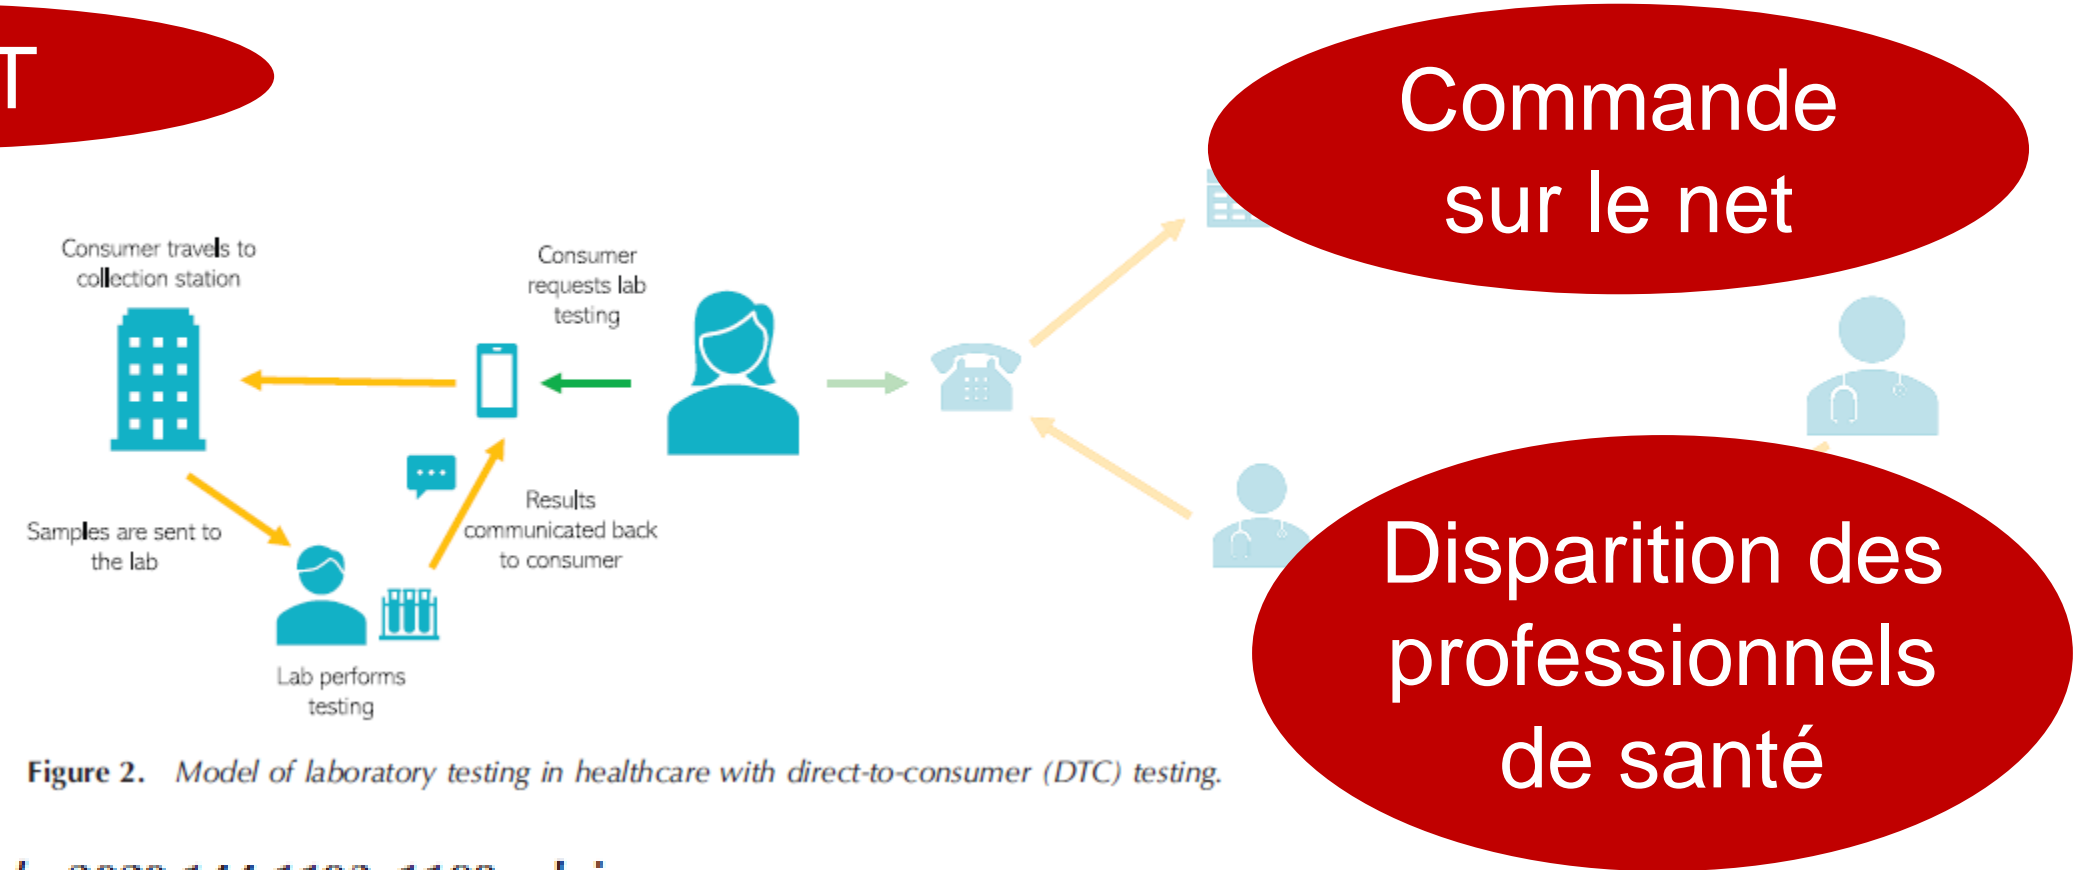 T
Commande
sur le net
Consumer travels to
collection station
Consumer
requests lab
testing
Samples are sent to
the lab
Results
communicated back
to consumer
Lab performs
testing
Disparition des
professionnels
de santé
Figure 2. Model of laboratory testing in healthcare with direct-to-consumer (DTC) testing.